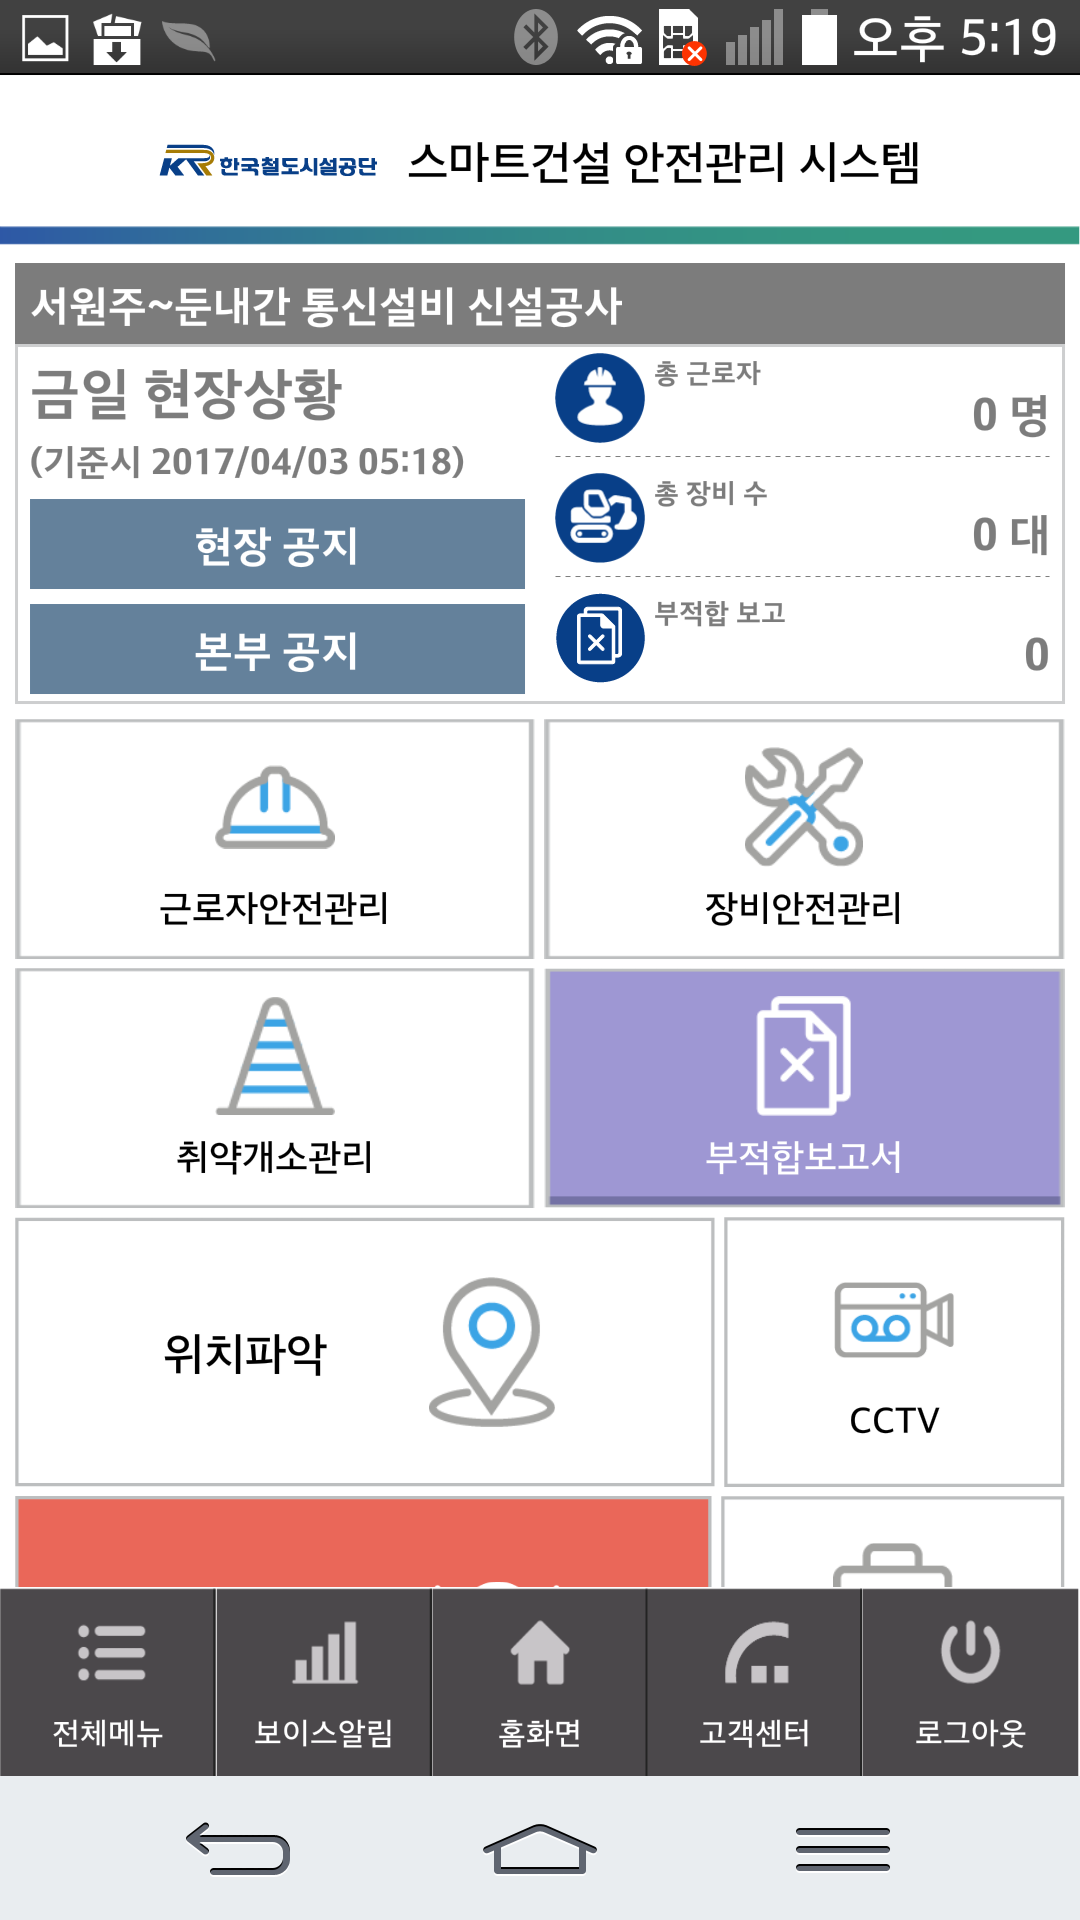 오후 5:19
KR 한국철도시설공단 스마트건설 안전관리 시스템
서원주~둔내간 통신설비 신설공사
금일 현장상황
(기준시 2017/04/03 05:18)
현장 공지
본부 공지
총 근로자
0 명
총 장비 수
0 대
부적합 보고
0
근로자안전관리
장비안전관리
취약개소관리
부적합보고서
위치파악
CCTV
전체메뉴
보이스알림
홈화면
고객센터
로그아웃